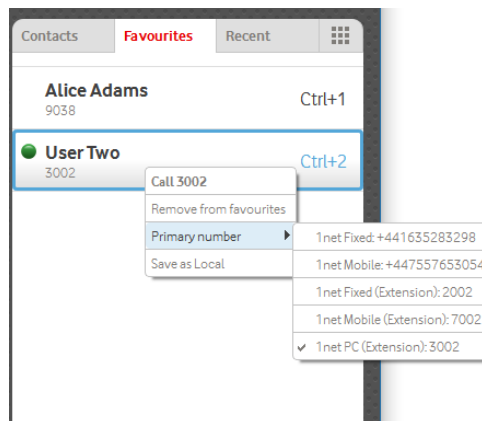 Contacts Favourites Recent
Alice Adams
9038
Ctrl+1
User Two
3002
Ctrl+2
Call 3002
Remove from favourites
Primary number
Save as Local
1net Fixed: +441635283298
1net Mobile: +447557653054
1net Fixed (Extension): 2002
1net Mobile (Extension): 7002
1net PC (Extension): 3002